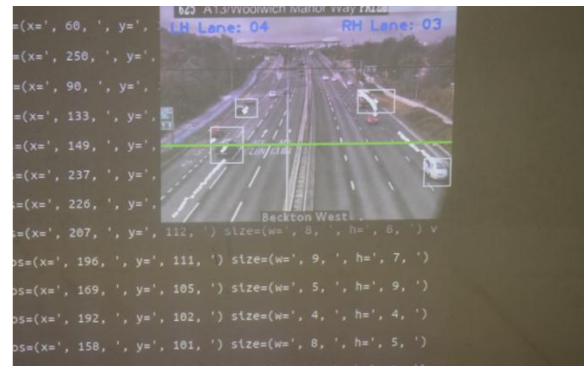 025 A13/Woolwich Manor Way
LH Lane: 04 RH Lane: 03
=(x=', 60, ', y=',
=(x=', 250, ', y=',
=(x=', 90, ', y=',
=(x=', 133, ', y=',
=(x=', 149, ', y=',
=(x=', 237, ', y=',
=(x=', 226, ', y=',
Beckton West
s=(x=', 207, ', y=', 112, ') size=(w=', 8, ', h=', 6, ') v
os=(x=', 196, ', y=', 111, ') size=(w=', 9, ', h=', 7, ')
os=(x=', 169, ', y=', 105, ') size=(w=', 5, ', h=', 9, ')
os=(x=', 192, ', y=', 102, ') size=(w=', 4, ', h=', 4, ')
os=(x=', 158, ', y=', 101, ') size=(w=', 8, ', h=', 5, ')